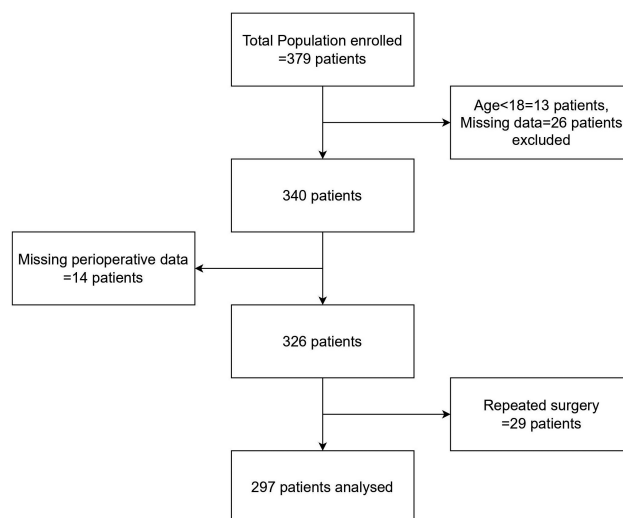 Total Population enrolled
=379 patients
Age<18=13 patients,
Missing data=26 patients
excluded
340 patients
Missing perioperative data
=14 patients
326 patients
Repeated surgery
=29 patients
297 patients analysed